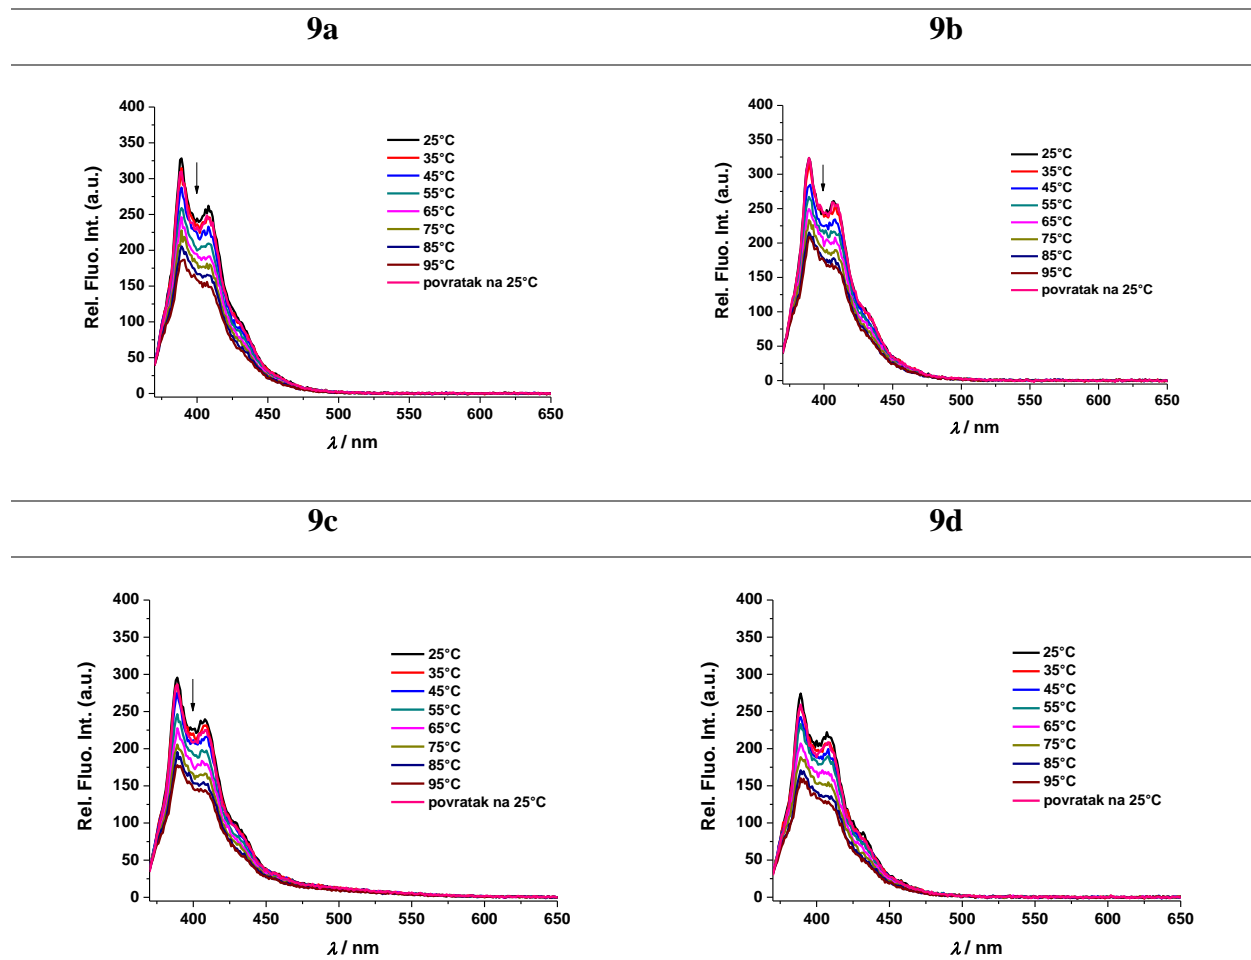 9a
9b
Rel. Fluo. Int. (a.u.)
400
350
300
250
200
150
100
50
0
400
450
500
550
600
650
λ / nm
25°C
35°C
45°C
55°C
65°C
75°C
85°C
95°C
povratak na 25°C
Rel. Fluo. Int. (a.u.)
400
350
300
250
200
150
100
50
0
400
450
500
550
600
650
λ / nm
25°C
35°C
45°C
55°C
65°C
75°C
85°C
95°C
povratak na 25°C
9c
9d
Rel. Fluo. Int. (a.u.)
400
350
300
250
200
150
100
50
0
400
450
500
550
600
650
λ / nm
25°C
35°C
45°C
55°C
65°C
75°C
85°C
95°C
povratak na 25°C
Rel. Fluo. Int. (a.u.)
400
350
300
250
200
150
100
50
0
400
450
500
550
600
650
λ / nm
25°C
35°C
45°C
55°C
65°C
75°C
85°C
95°C
povratak na 25°C